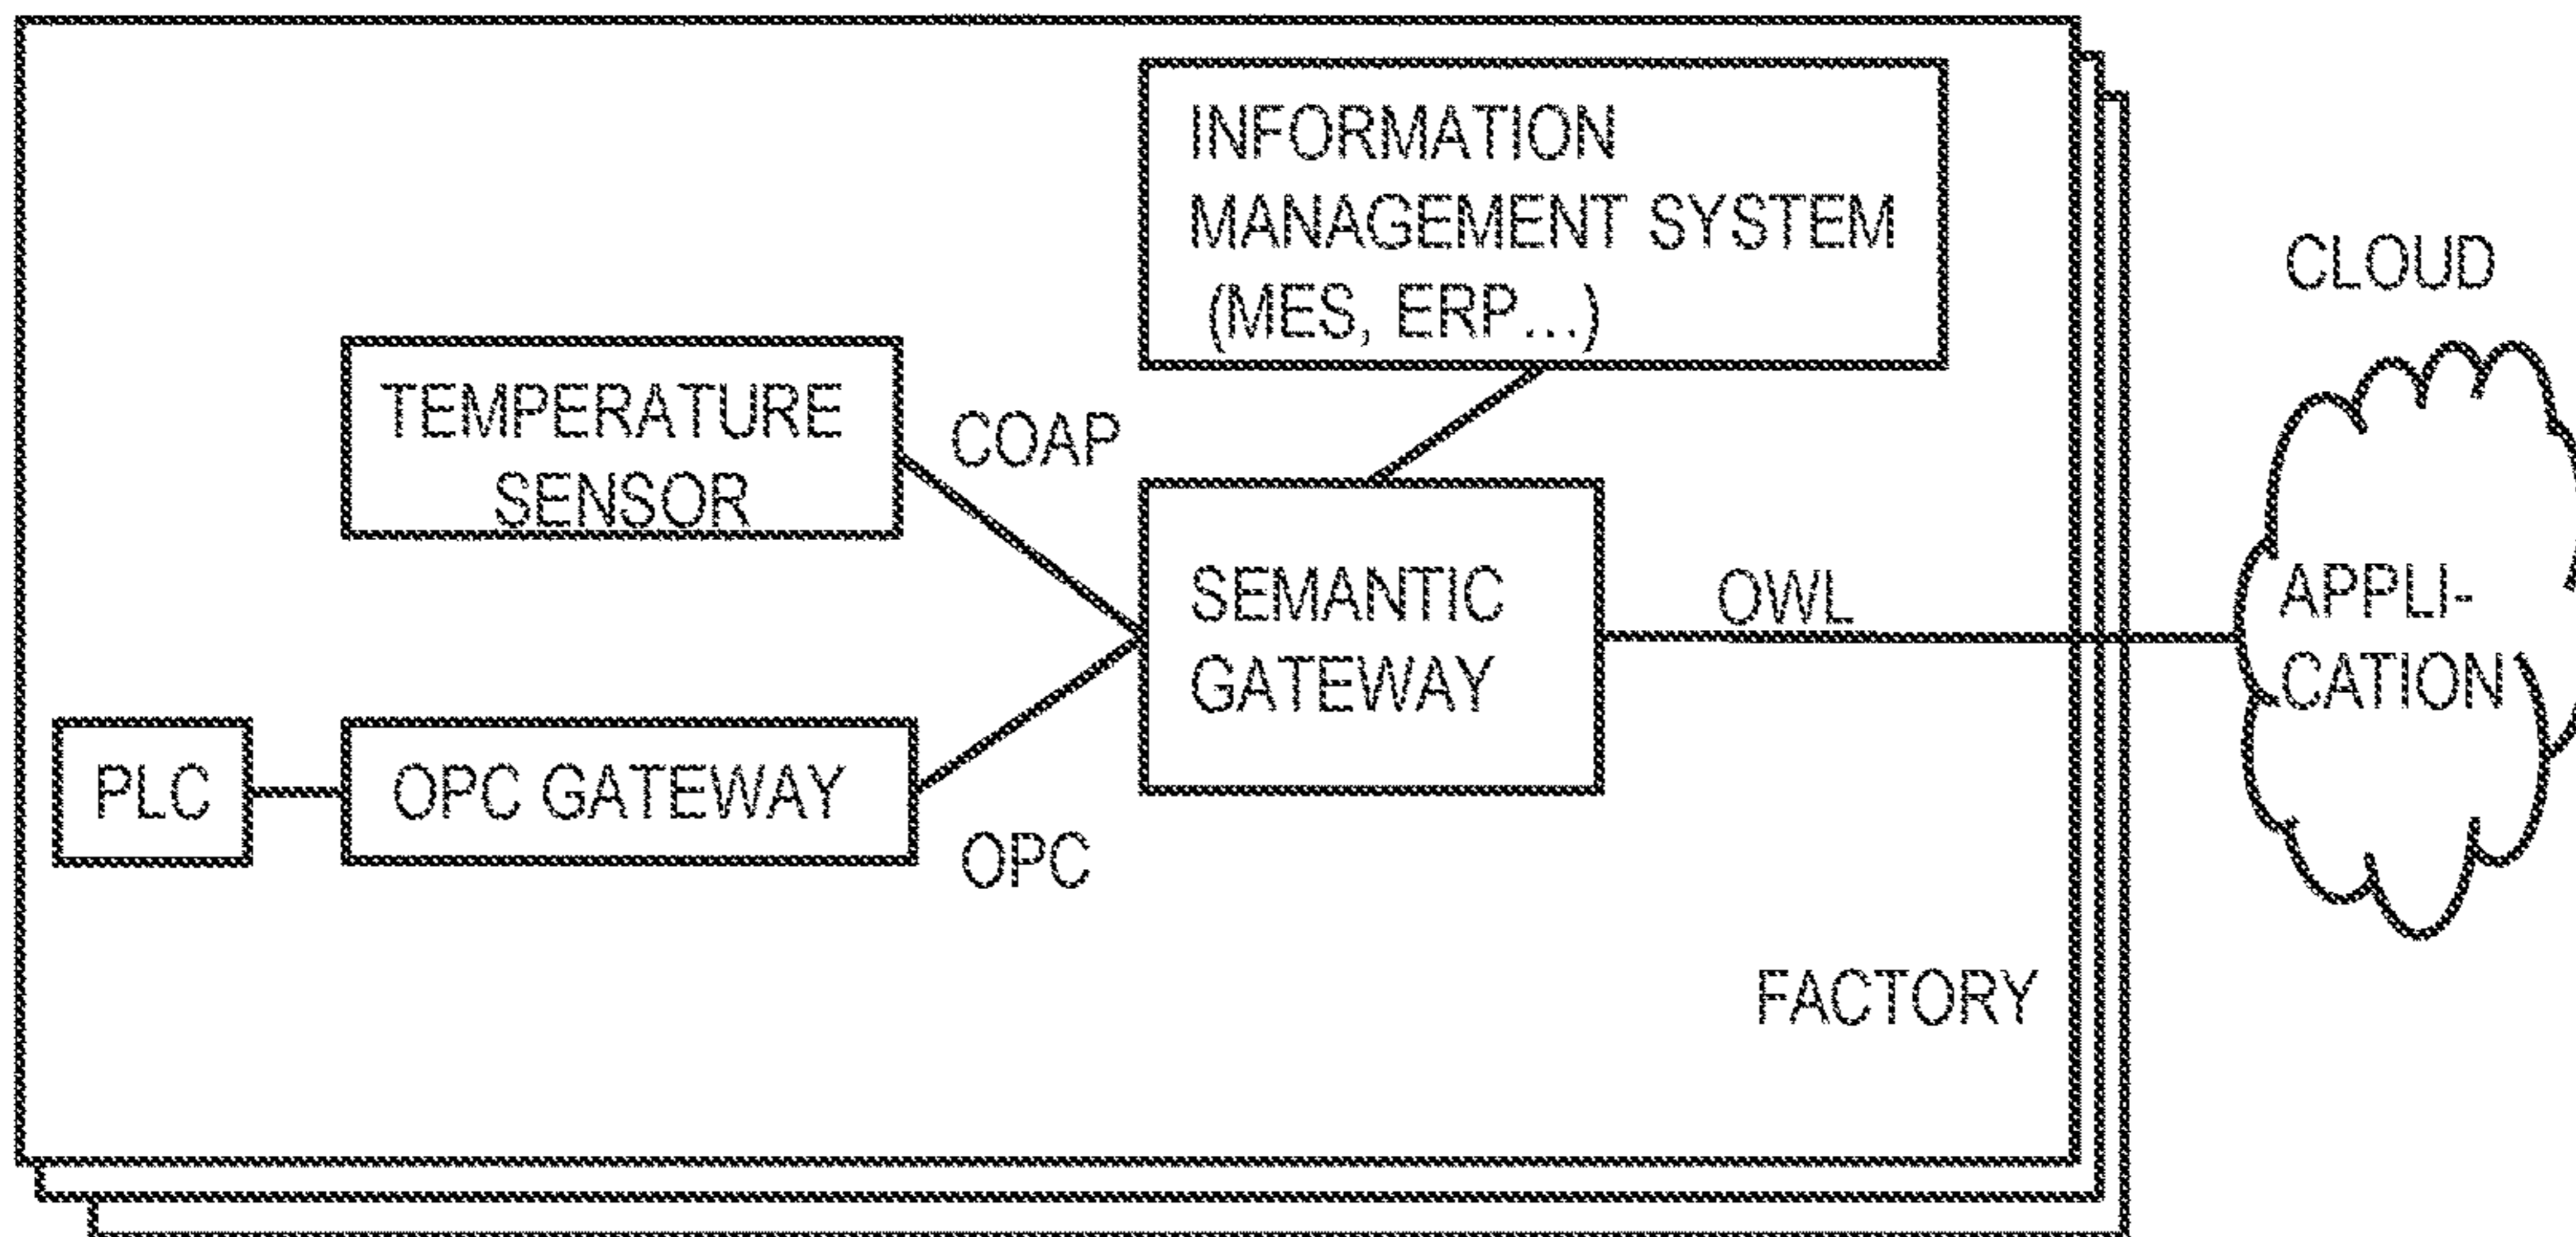 INFORMATION
MANAGEMENT SYSTEM
(MES, ERP...)
CLOUD
TEMPERATURE
SENSOR
COAP
SEMANTIC
GATEWAY
OWL
APPLI-
CATION
PLC
OPC GATEWAY
OPC
FACTORY